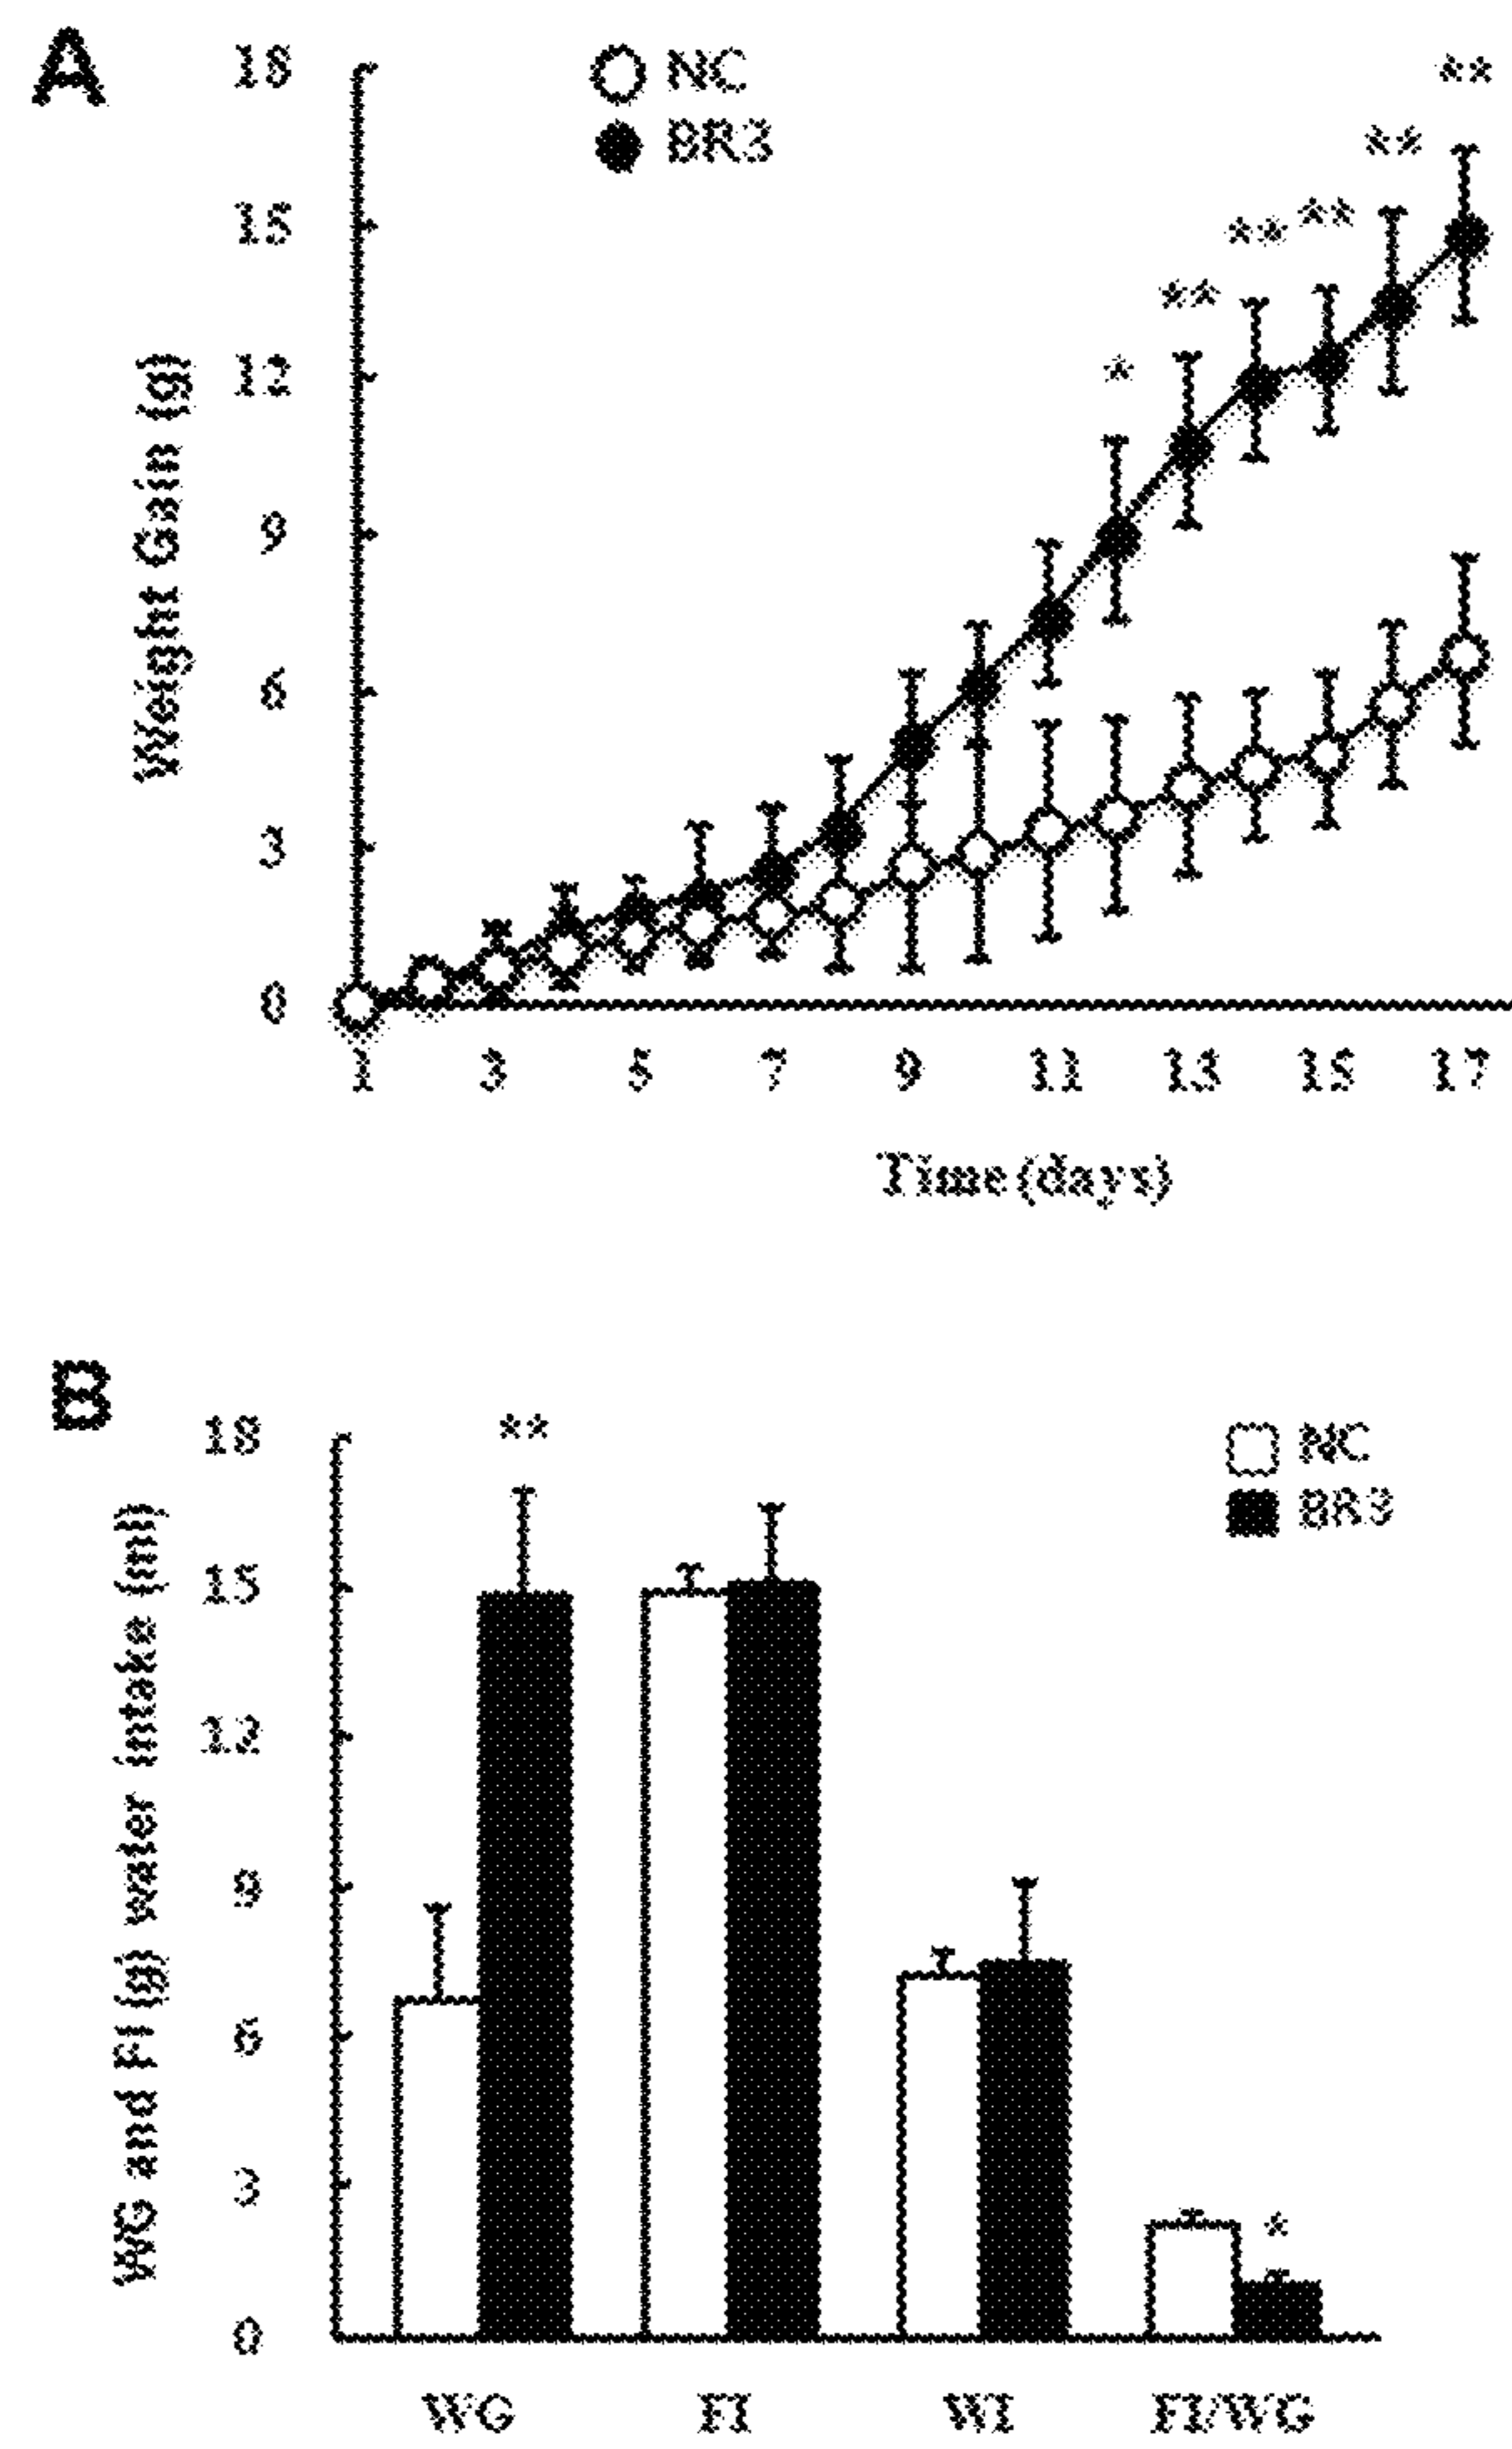 A
18
15
12
9
6
3
0
NC
BR3
**
**
**
**
**
*
Weight Gain (g)
1 3 5 7 9 11 13 15 17
Time (days)
B
18
15
12
9
6
3
0
**
*
NC
BR3
WG and FI (g) water intake (ml)
WG FI WI FI/WG